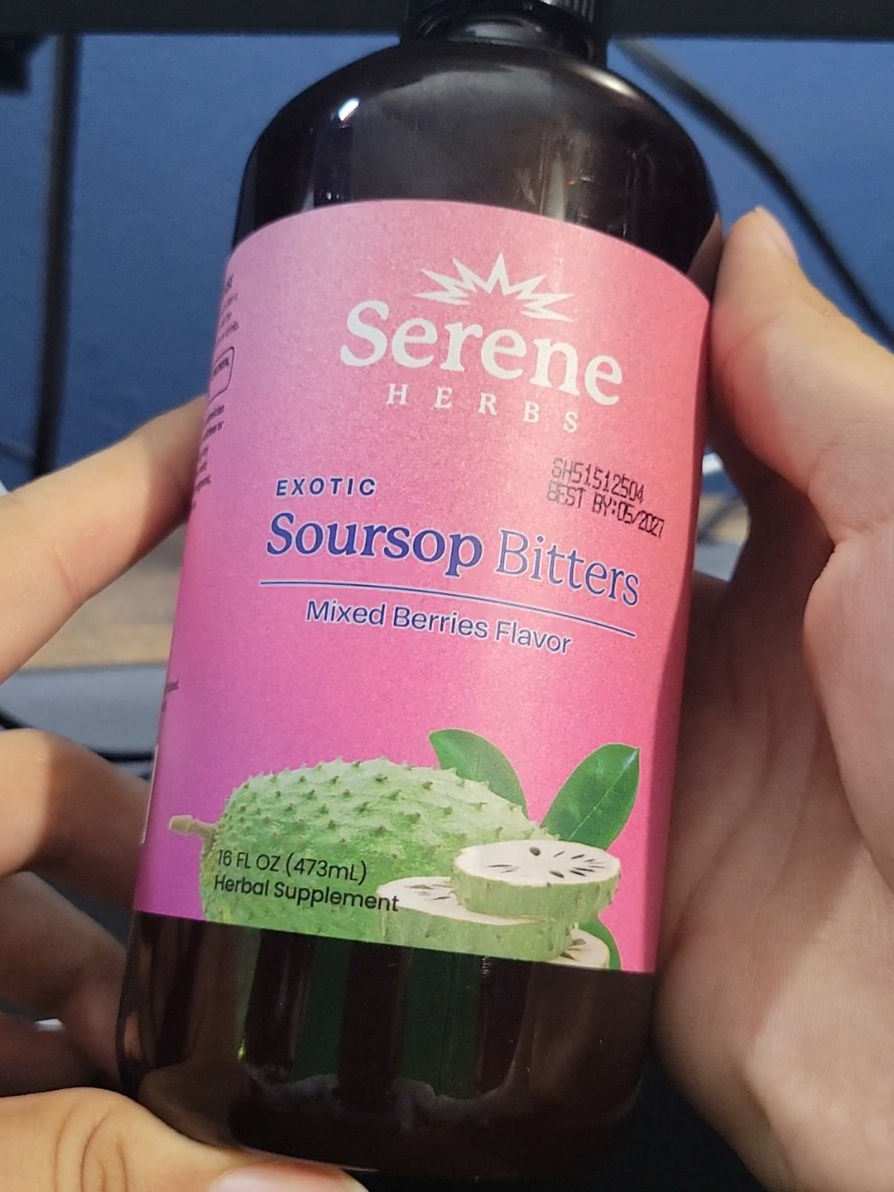 Serene
HERBS
SH51512504
BEST BY:05/2027
EXOTIC
Soursop Bitters
Mixed Berries Flavor
16 FL OZ (473mL)
Herbal Supplement